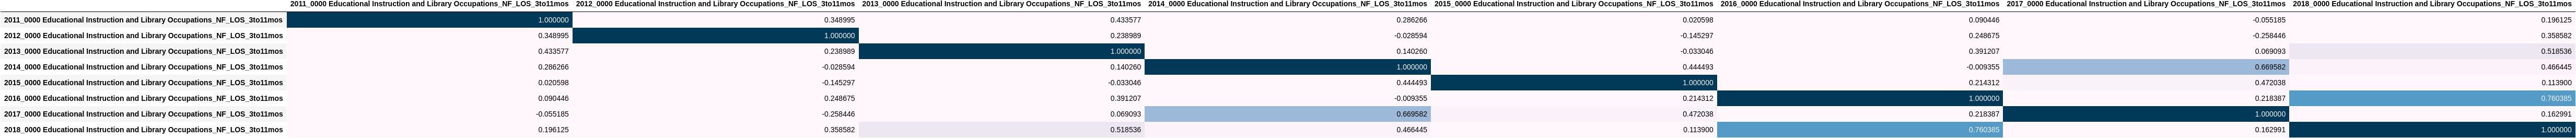 2011_0000 Educational Instruction and Library Occupations_NF_LOS_3to11mos 2012_0000 Educational Instruction and Library Occupations_NF_LOS_3to11mos 2013_0000 Educational Instruction and Library Occupations_NF_LOS_3to11mos 2014_0000 Educational Instruction and Library Occupations_NF_LOS_3to11mos 2015_0000 Educational Instruction and Library Occupations_NF_LOS_3to11mos 2016_0000 Educational Instruction and Library Occupations_NF_LOS_3to11mos 2017_0000 Educational Instruction and Library Occupations_NF_LOS_3to11mos 2018_0000 Educational Instruction and Library Occupations_NF_LOS_3to11mos
2011_0000 Educational Instruction and Library Occupations_NF_LOS_3to11mos 1.000000 0.348995 0.433577 0.286266 0.020598 0.090446 -0.055185 0.196125
2012_0000 Educational Instruction and Library Occupations_NF_LOS_3to11mos 0.348995 1.000000 0.238989 -0.028594 -0.145297 0.248675 -0.258446 0.358582
2013_0000 Educational Instruction and Library Occupations_NF_LOS_3to11mos 0.433577 0.238989 1.000000 0.140260 -0.033046 0.391207 0.069093 0.518536
2014_0000 Educational Instruction and Library Occupations_NF_LOS_3to11mos 0.286266 -0.028594 0.140260 1.000000 0.444493 -0.009355 0.669582 0.466445
2015_0000 Educational Instruction and Library Occupations_NF_LOS_3to11mos 0.020598 -0.145297 -0.033046 0.444493 1.000000 0.214312 0.472038 0.113900
2016_0000 Educational Instruction and Library Occupations_NF_LOS_3to11mos 0.090446 0.248675 0.391207 -0.009355 0.214312 1.000000 0.218387 0.760385
2017_0000 Educational Instruction and Library Occupations_NF_LOS_3to11mos -0.055185 -0.258446 0.069093 0.669582 0.472038 0.218387 1.000000 0.162991
2018_0000 Educational Instruction and Library Occupations_NF_LOS_3to11mos 0.196125 0.358582 0.518536 0.466445 0.113900 0.760385 0.162991 1.000000